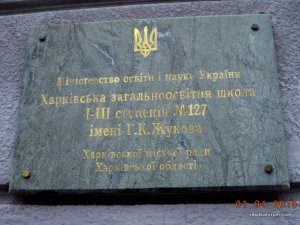 Міністерство освіти і науки України
Харківська загальноосвітня школа
І-ІІІ ступенів №127
імені Г.К.Жукова
Харківської міської ради
Харківської області